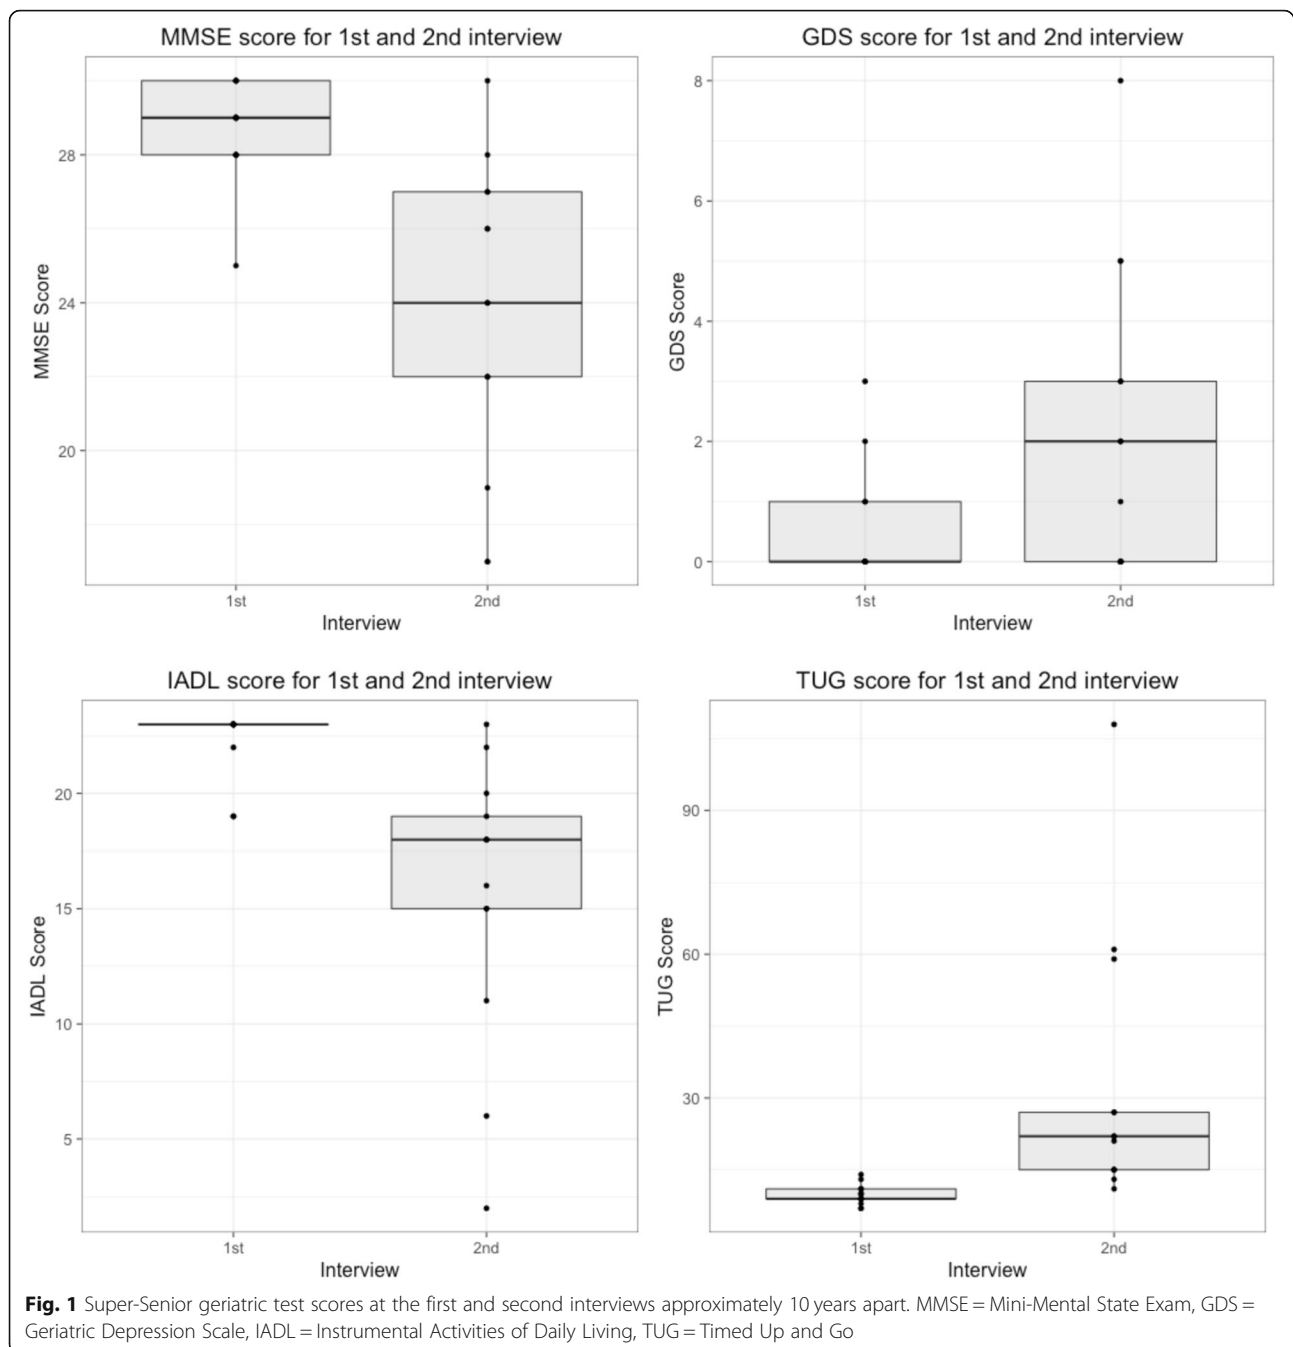 MMSE score for 1st and 2nd interview
MMSE Score
28
24
20
1st
2nd
Interview
GDS score for 1st and 2nd interview
GDS Score
8
6
4
2
0
1st
2nd
Interview
IADL score for 1st and 2nd interview
IADL Score
20
15
10
5
1st
2nd
Interview
TUG score for 1st and 2nd interview
TUG Score
90
60
30
1st
2nd
Interview
Fig. 1 Super-Senior geriatric test scores at the first and second interviews approximately 10 years apart. MMSE = Mini-Mental State Exam, GDS =
Geriatric Depression Scale, IADL = Instrumental Activities of Daily Living, TUG = Timed Up and Go